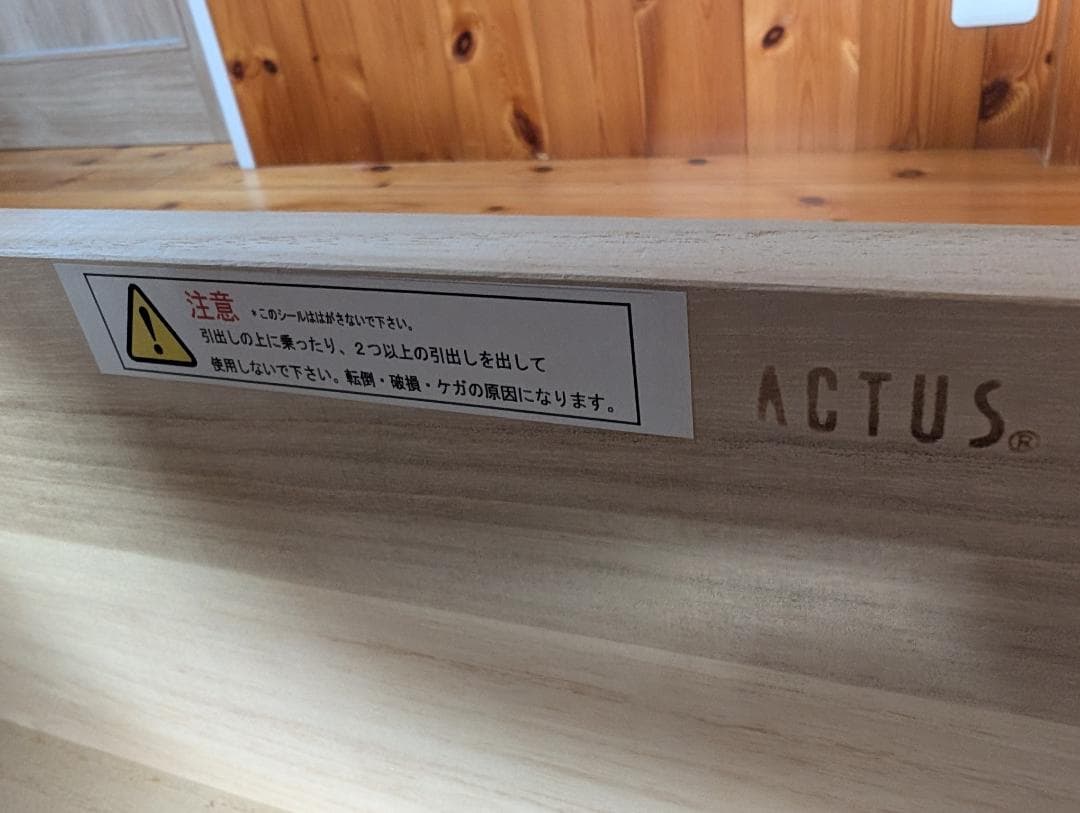 注意 *このシールははがさないで下さい。
引出しの上に乗ったり、2つ以上の引出しを出して
使用しないで下さい。転倒・破損・ケガの原因になります。
ACTUS®